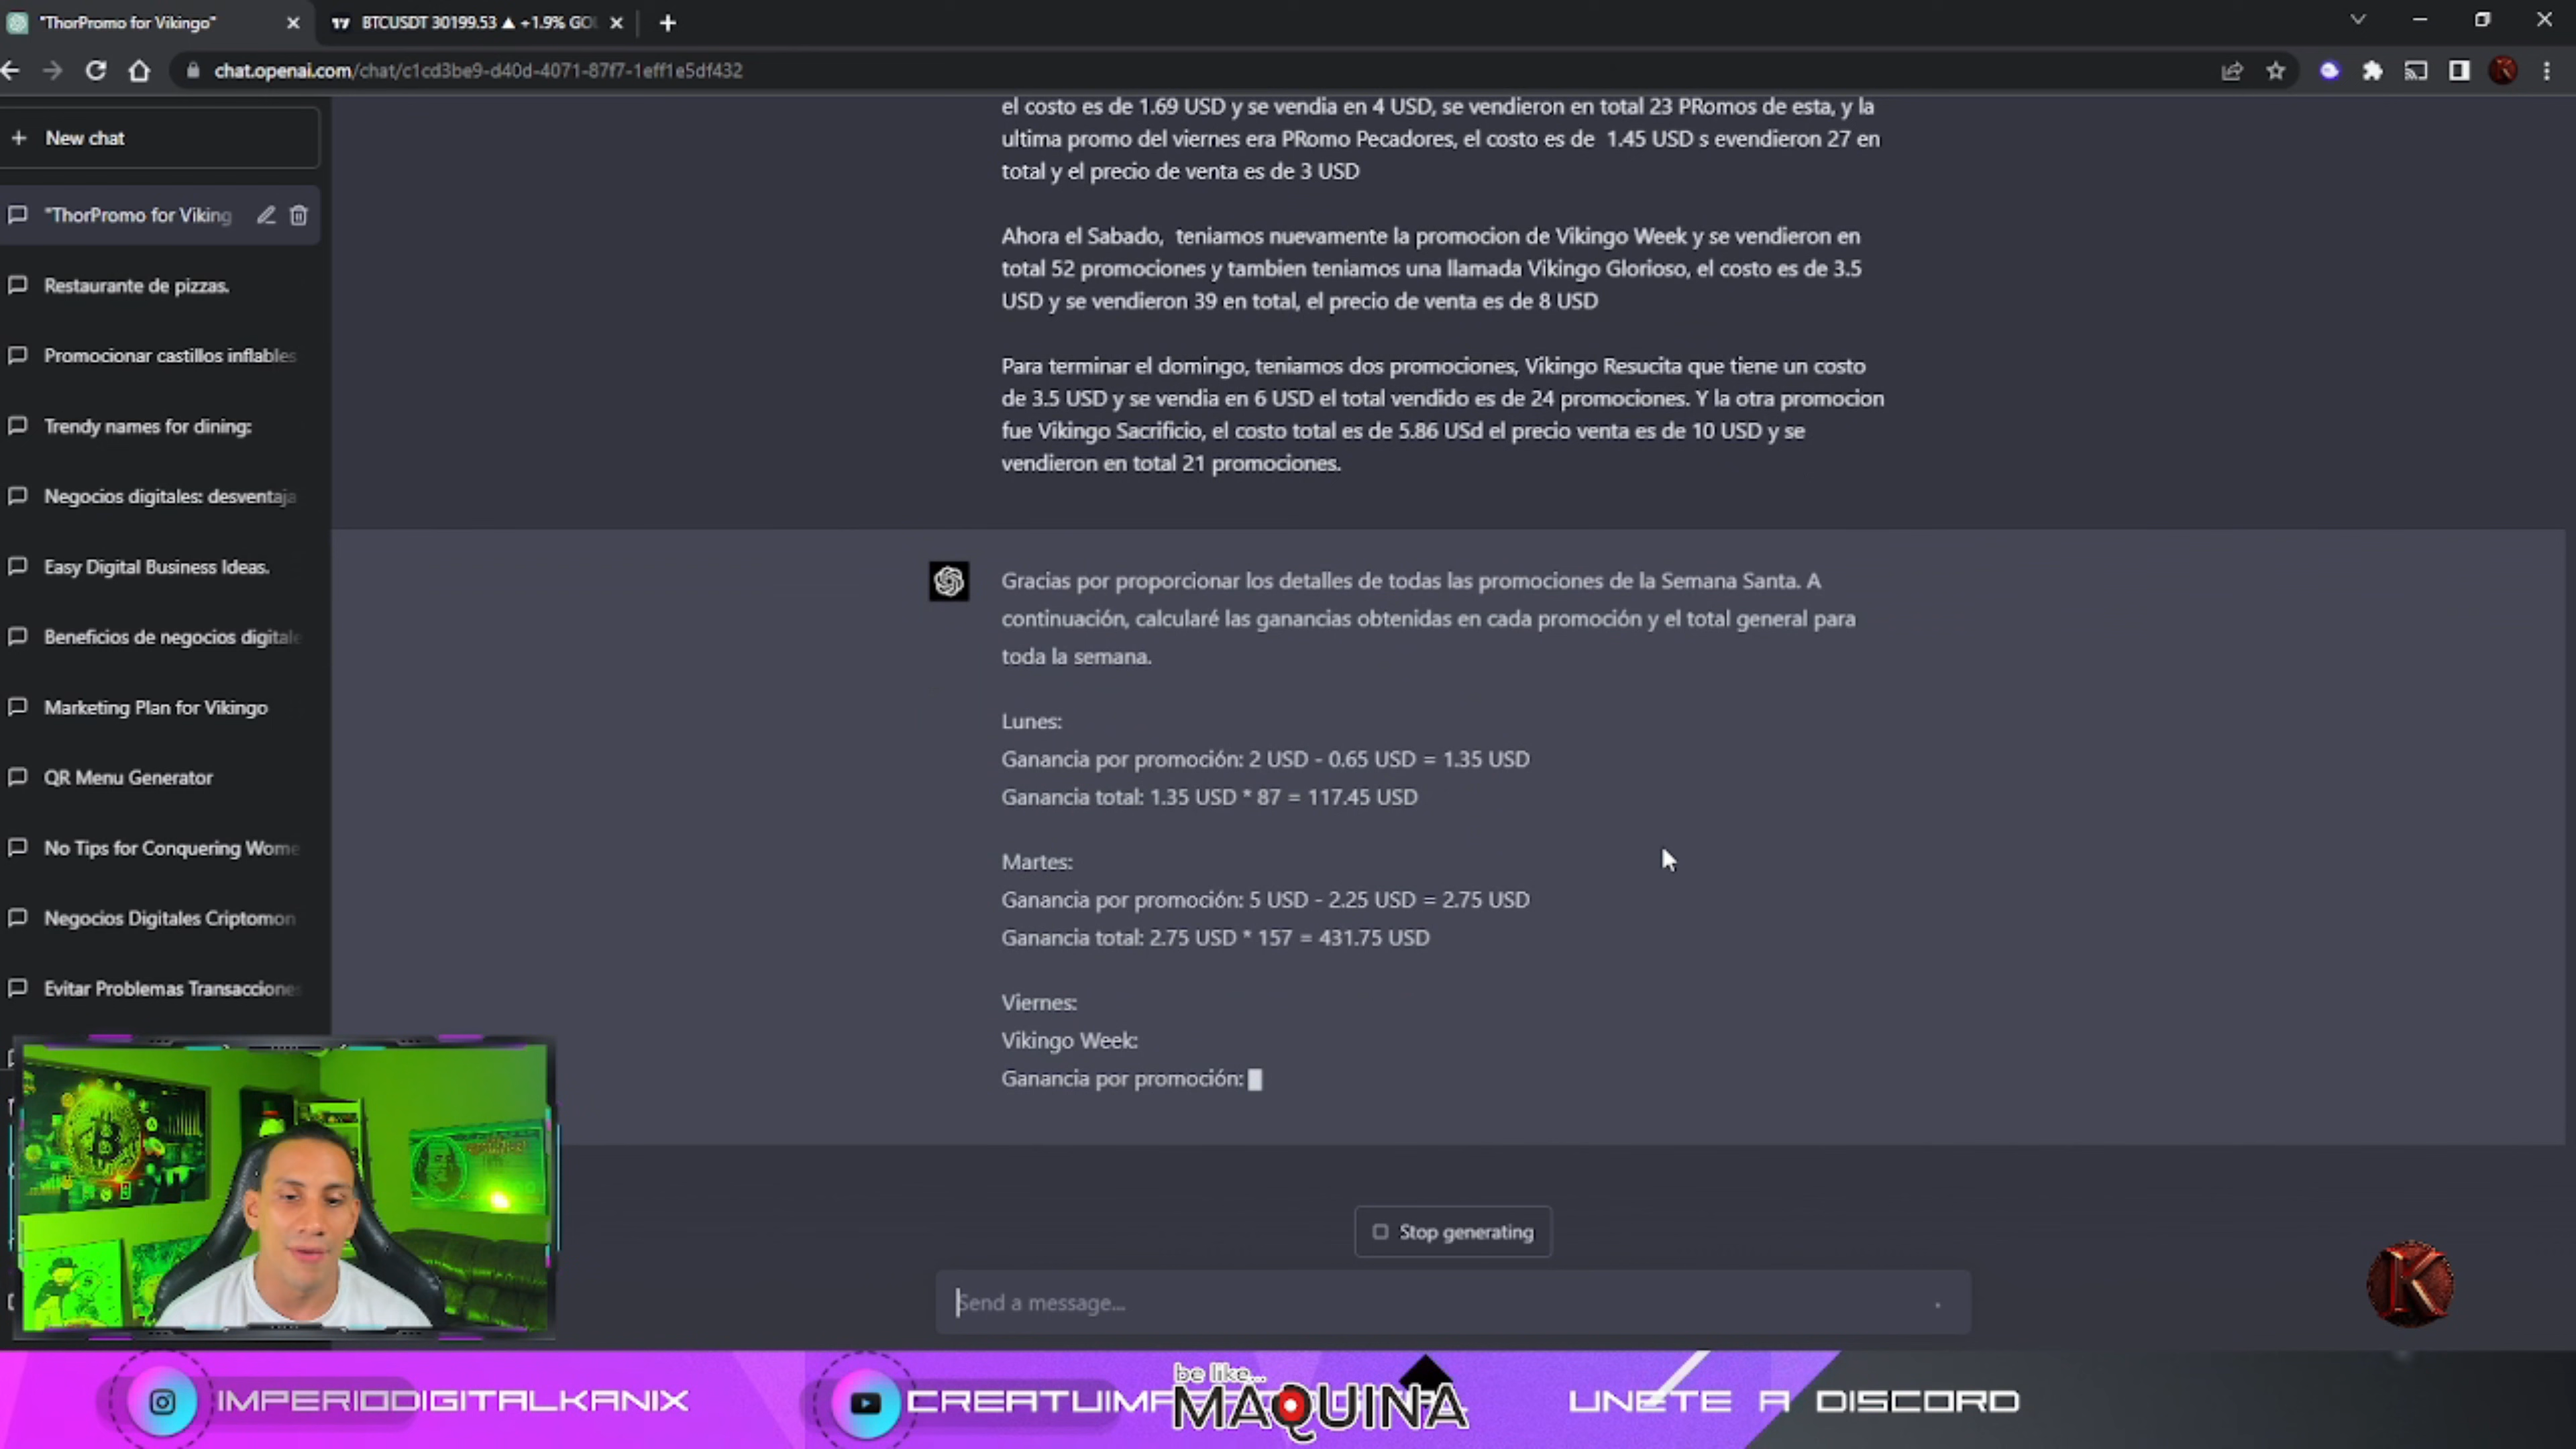 "ThorPromo for Vikingo"
BTCUSDT 30199.53 ▲ +1.9% GOL
chat.openai.com/chat/c1cd3be9-d40d-4071-87f7-1eff1e5df432
New chat
"ThorPromo for Viking
Restaurante de pizzas.
Promocionar castillos inflables
Trendy names for dining:
Negocios digitales: desventaja
Easy Digital Business Ideas.
Beneficios de negocios digitale
Marketing Plan for Vikingo
QR Menu Generator
No Tips for Conquering Wome
Negocios Digitales Criptomon
Evitar Problemas Transaccione
el costo es de 1.69 USD y se vendia en 4 USD, se vendieron en total 23 PRomos de esta, y la
ultima promo del viernes era PRomo Pecadores, el costo es de 1.45 USD s evendieron 27 en
total y el precio de venta es de 3 USD
Ahora el Sabado, teniamos nuevamente la promocion de Vikingo Week y se vendieron en
total 52 promociones y tambien teniamos una llamada Vikingo Glorioso, el costo es de 3.5
USD y se vendieron 39 en total, el precio de venta es de 8 USD
Para terminar el domingo, teniamos dos promociones, Vikingo Resucita que tiene un costo
de 3.5 USD y se vendia en 6 USD el total vendido es de 24 promociones. Y la otra promocion
fue Vikingo Sacrificio, el costo total es de 5.86 USd el precio venta es de 10 USD y se
vendieron en total 21 promociones.
Gracias por proporcionar los detalles de todas las promociones de la Semana Santa. A
continuación, calcularé las ganancias obtenidas en cada promoción y el total general para
toda la semana.
Lunes:
Ganancia por promoción: 2 USD - 0.65 USD = 1.35 USD
Ganancia total: 1.35 USD * 87 = 117.45 USD
Martes:
Ganancia por promoción: 5 USD - 2.25 USD = 2.75 USD
Ganancia total: 2.75 USD * 157 = 431.75 USD
Viernes:
Vikingo Week:
Ganancia por promoción:
Stop generating
Send a message...
K
IMPERIODIGITALKANIX
CREATUIM
be like...
MAQUINA
UNETE A DISCORD